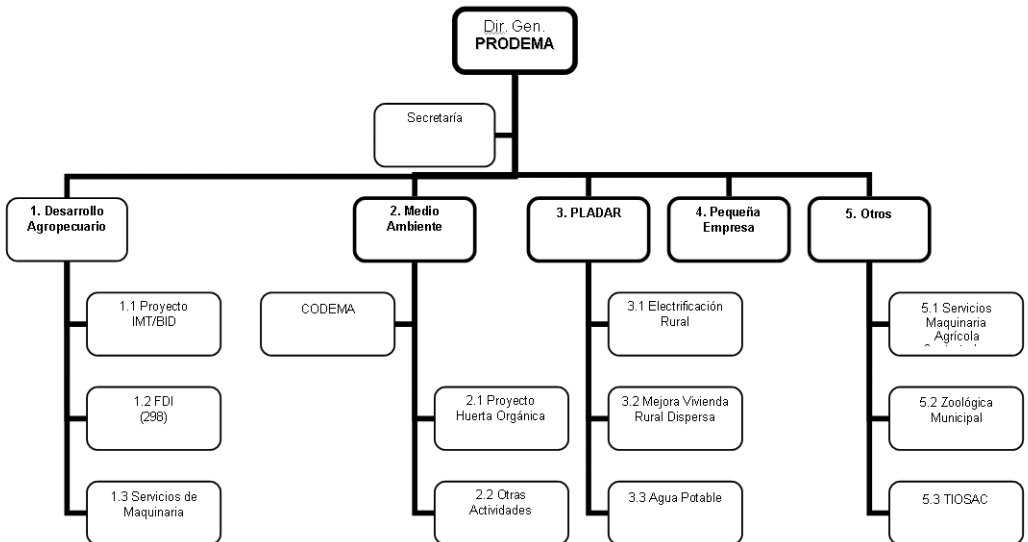 Dir. Gen.
PRODEMA
Secretaría
1. Desarrollo
Agropecuario
2. Medio
Ambiente
3. PLADAR
4. Pequeña
Empresa
5. Otros
1.1 Proyecto
IMT/BID
CODEMA
3.1 Electrificación
Rural
5.1 Servicios
Maquinaria
Agrícola
1.2 FDI
(298)
2.1 Proyecto
Huerta Orgánica
3.2 Mejora Vivienda
Rural Dispersa
5.2 Zoológica
Municipal
1.3 Servicios de
Maquinaria
2.2 Otras
Actividades
3.3 Agua Potable
5.3 TIOSAC